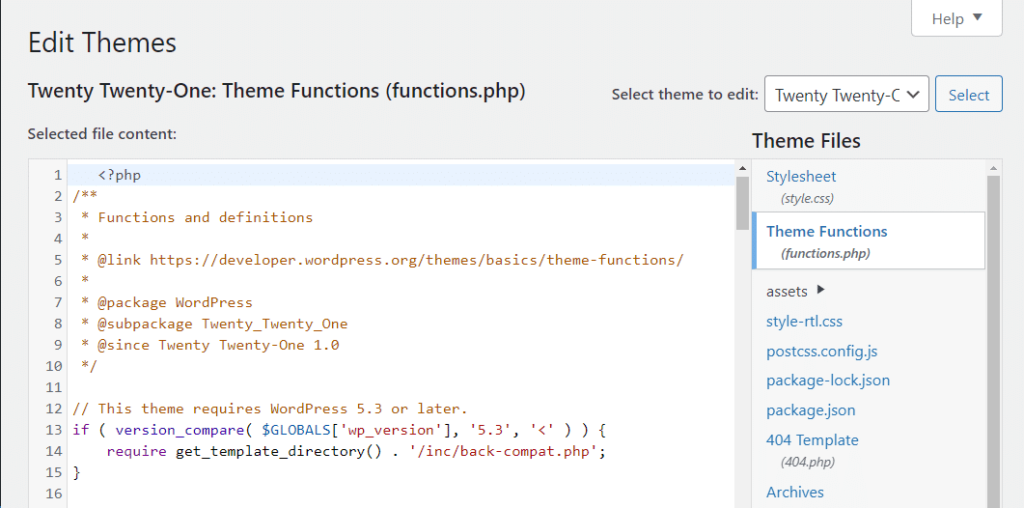 Help ▼
Edit Themes
Twenty Twenty-One: Theme Functions (functions.php)
Select theme to edit: Twenty Twenty-C Select
Selected file content:
1    <?php
2 /**
3  * Functions and definitions
4  *
5  * @link https://developer.wordpress.org/themes/basics/theme-functions/
6  *
7  * @package WordPress
8  * @subpackage Twenty_Twenty_One
9  * @since Twenty Twenty-One 1.0
10  */
11
12 // This theme requires WordPress 5.3 or later.
13 if ( version_compare( $GLOBALS['wp_version'], '5.3', '<' ) ) {
14     require get_template_directory() . '/inc/back-compat.php';
15 }
16
Theme Files
Stylesheet
(style.css)
Theme Functions
(functions.php)
assets ▶
style-rtl.css
postcss.config.js
package-lock.json
package.json
404 Template
(404.php)
Archives